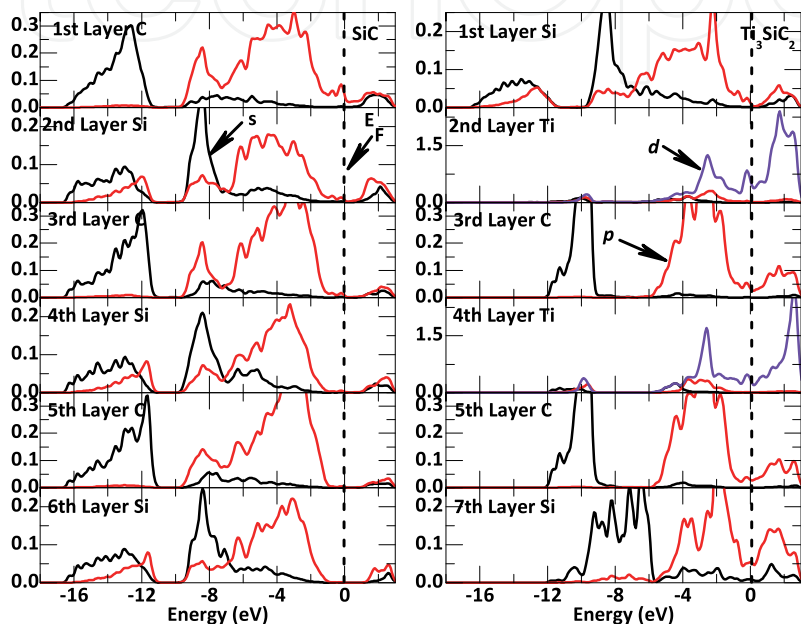 1st Layer C
SiC
0.3
0.2
0.1
0.0
2nd Layer Si
s
E
F
0.2
0.1
0.0
3rd Layer C
0.3
0.2
0.1
0.0
4th Layer Si
0.2
0.1
0.0
5th Layer C
0.3
0.2
0.1
0.0
6th Layer Si
0.2
0.1
0.0
-16 -12 -8 -4 0
Energy (eV)
1st Layer Si
Ti3SiC2
0.2
0.1
0.0
2nd Layer Ti
d
1.5
0.0
3rd Layer C
p
0.3
0.2
0.1
0.0
4th Layer Ti
1.5
0.0
5th Layer C
0.3
0.2
0.1
0.0
7th Layer Si
0.2
0.1
0.0
-16 -12 -8 -4 0
Energy (eV)